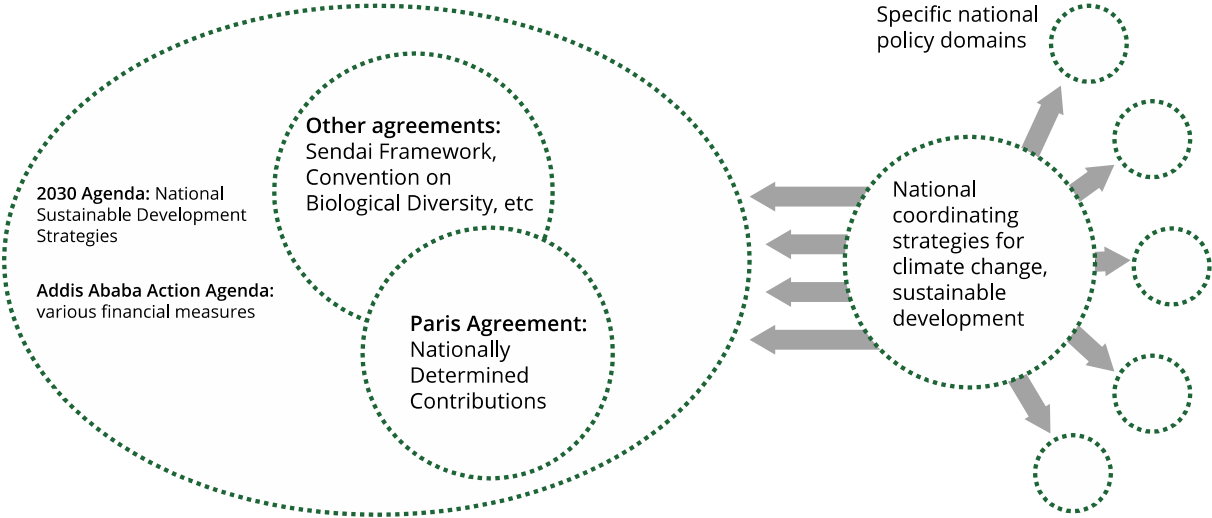 Specific national
policy domains
Other agreements:
Sendai Framework,
Convention on
Biological Diversity, etc
2030 Agenda: National
Sustainable Development
Strategies
Addis Ababa Action Agenda:
various financial measures
Paris Agreement:
Nationally
Determined
Contributions
National
coordinating
strategies for
climate change,
sustainable
development